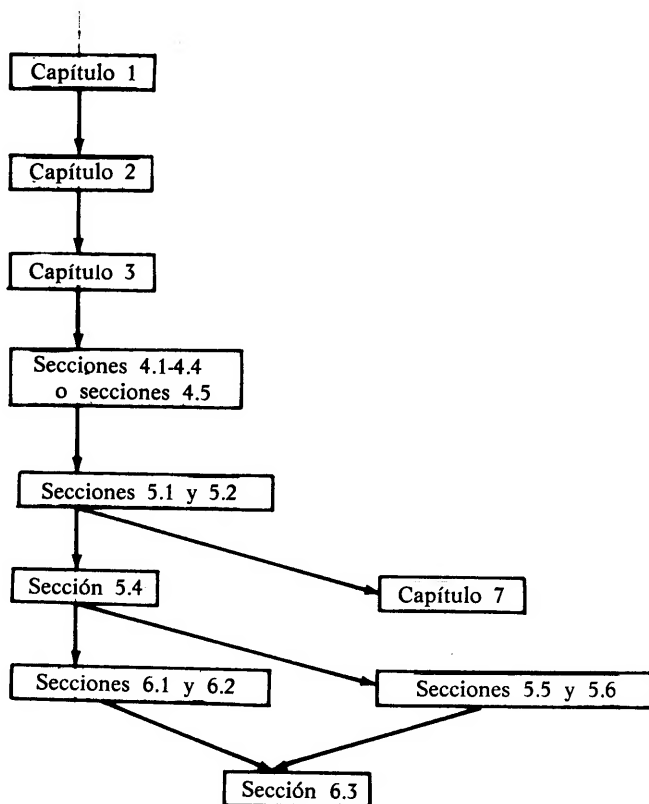 Capítulo 1
Capítulo 2
Capítulo 3
Secciones 4.1-4.4
o secciones 4.5
Secciones 5.1 y 5.2
Sección 5.4
Capítulo 7
Secciones 6.1 y 6.2
Secciones 5.5 y 5.6
Sección 6.3